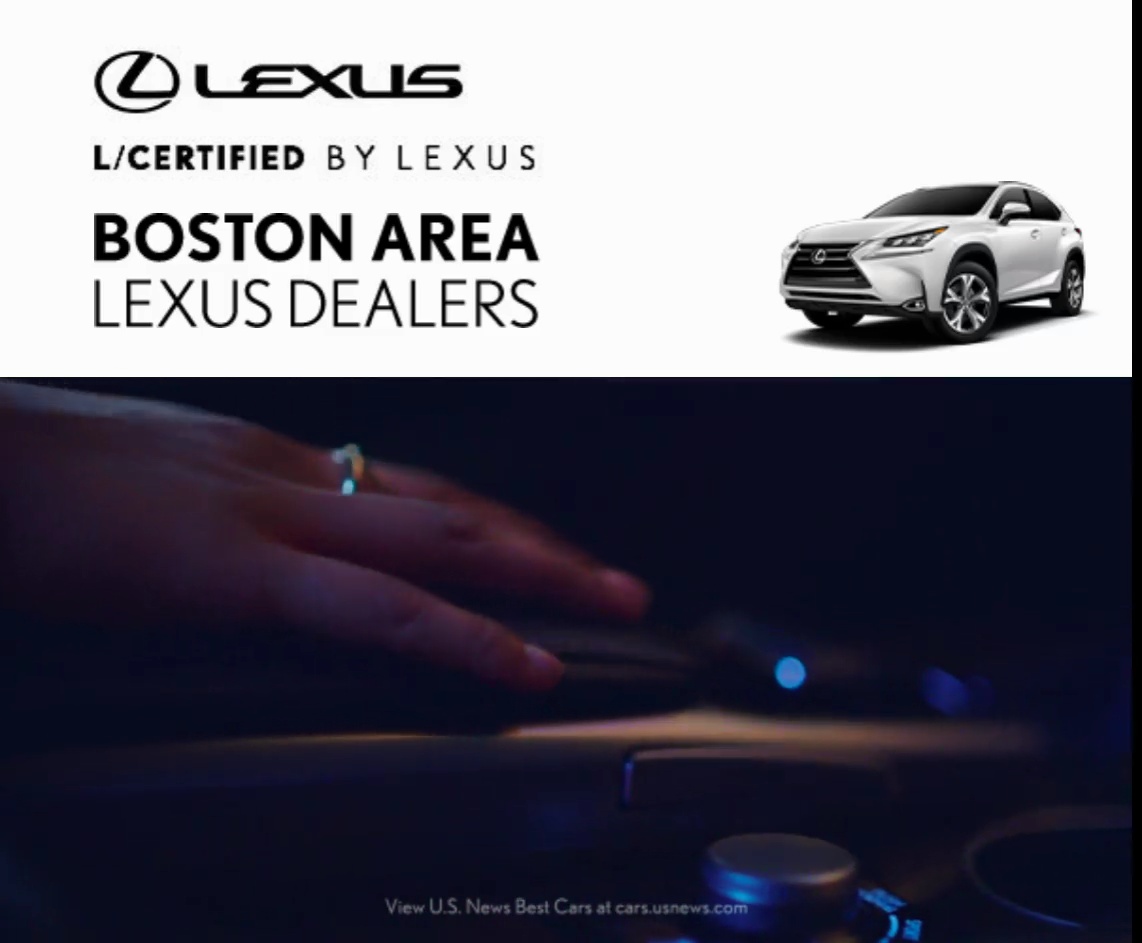 LEXUS
L/CERTIFIED BY LEXUS
BOSTON AREA
LEXUS DEALERS
View U.S. News Best Cars at cars.usnews.com